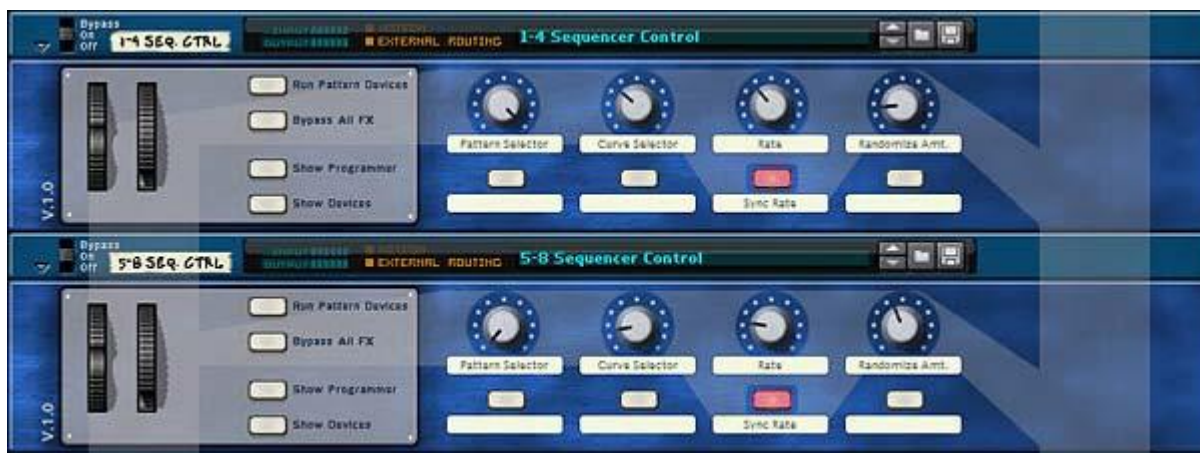 Bypass
On
Off
1-4 SEQ. CTRL
EXTERNAL ROUTING
1-4 Sequencer Control
Run Pattern Devices
Bypass All FX
Show Programmer
Show Devices
V.1.0
Pattern Selector
Curve Selector
Rate
Randomize Amt.
Sync Rate
Bypass
On
Off
5-8 SEQ. CTRL
EXTERNAL ROUTING
5-8 Sequencer Control
Run Pattern Devices
Bypass All FX
Show Programmer
Show Devices
V.1.0
Pattern Selector
Curve Selector
Rate
Randomize Amt.
Sync Rate